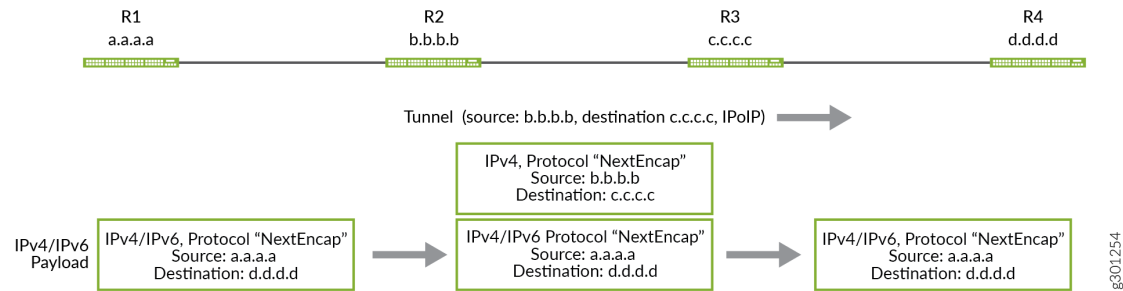 R1
R2
R3
R4
a.a.a.a
b.b.b.b
c.c.c.c
d.d.d.d
Tunnel (source: b.b.b.b, destination c.c.c.c, IPoIP)
IPv4, Protocol “NextEncap”
Source: b.b.b.b
Destination: c.c.c.c
IPv4/IPv6
Payload
IPv4/IPv6, Protocol “NextEncap”
Source: a.a.a.a
Destination: d.d.d.d
IPv4/IPv6 Protocol “NextEncap”
Source: a.a.a.a
Destination: d.d.d.d
IPv4/IPv6, Protocol “NextEncap”
Source: a.a.a.a
Destination: d.d.d.d
g301254